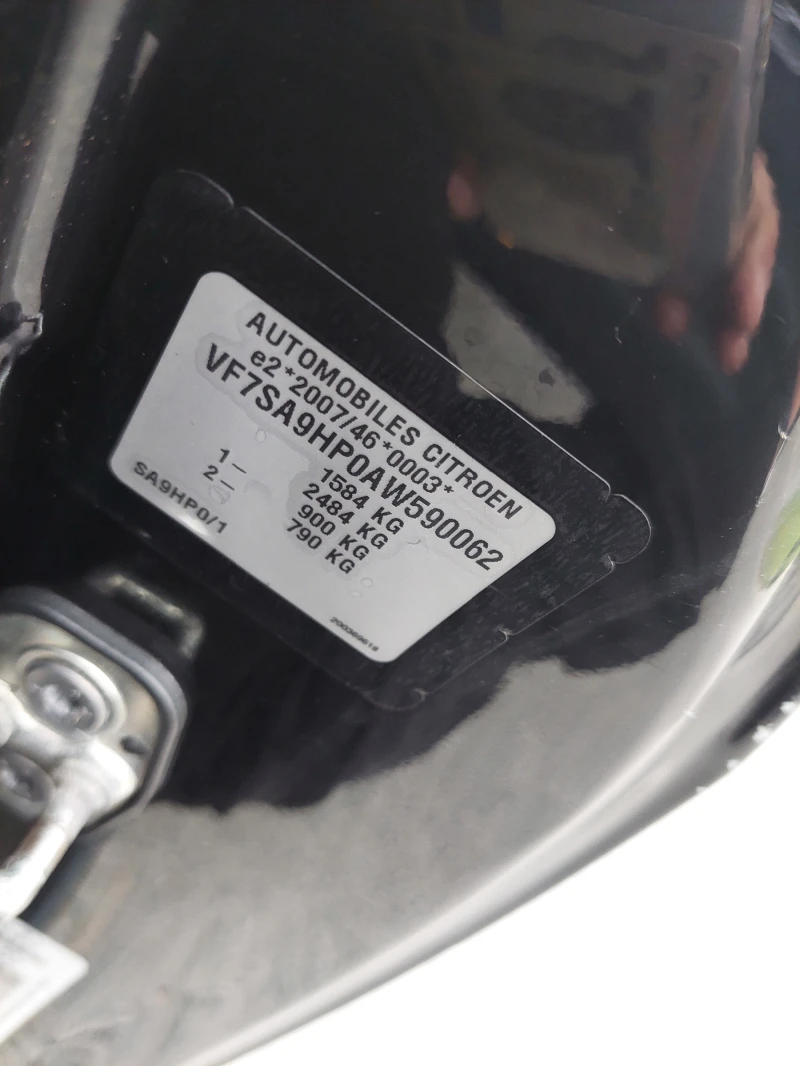 AUTOMOBILES CITROEN
e2*2007/46*0003*
VF7SA9HP0AW590062
1584 KG
2484 KG
1– 900 KG
2– 790 KG
SA9HP0/1